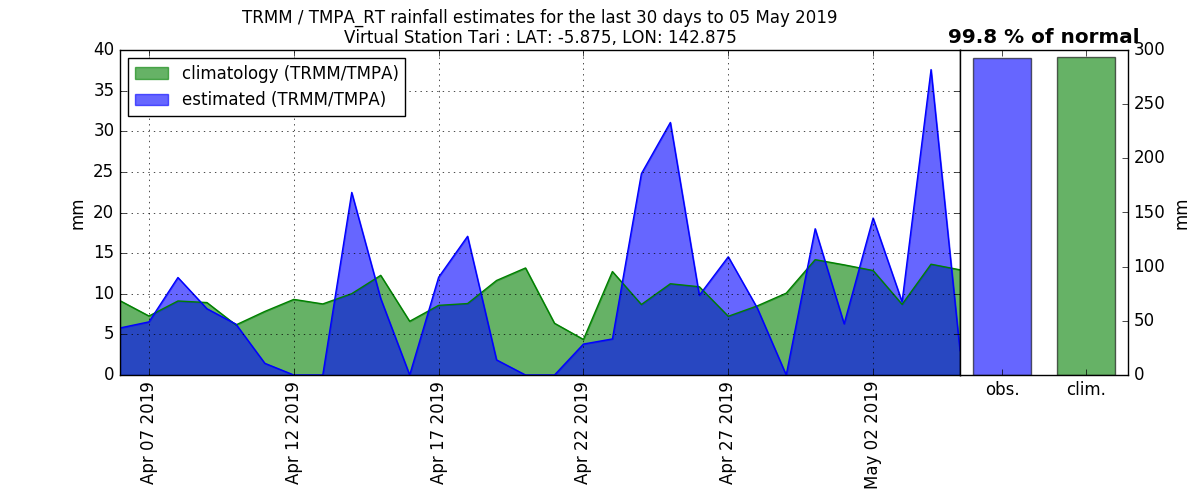 TRMM / TMPA_RT rainfall estimates for the last 30 days to 05 May 2019
Virtual Station Tari : LAT: -5.875, LON: 142.875
99.8 % of normal
climatology (TRMM/TMPA)
estimated (TRMM/TMPA)
mm
40
35
30
25
20
15
10
5
0
Apr 07 2019
Apr 12 2019
Apr 17 2019
Apr 22 2019
Apr 27 2019
May 02 2019
300
250
200
150
100
50
0
mm
obs.
clim.